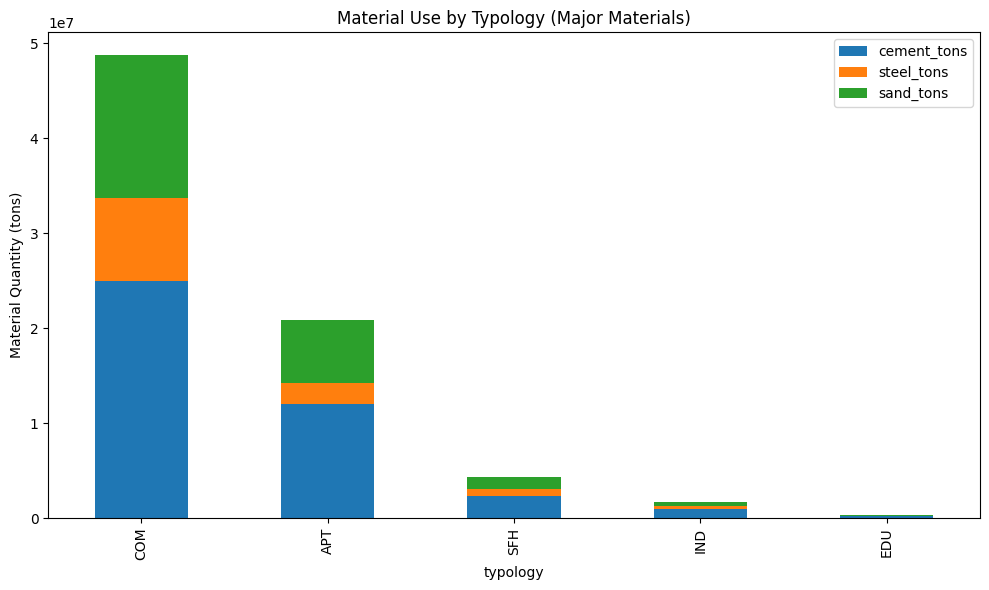 Material Use by Typology (Major Materials)
1e7
5
4
3
2
1
0
Material Quantity (tons)
cement_tons
steel_tons
sand_tons
COM
APT
SFH
IND
EDU
typology